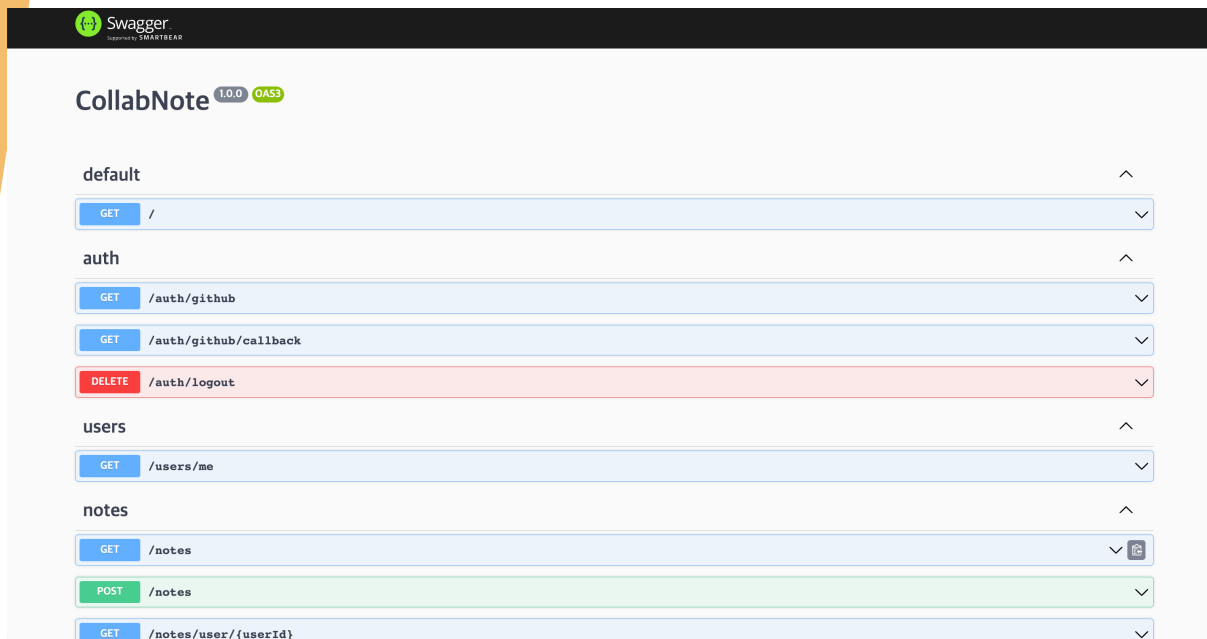 Swagger.
Supported by SMARTBEAR
CollabNote 1.0.0 OAS3
default
GET /
auth
GET /auth/github
GET /auth/github/callback
DELETE /auth/logout
users
GET /users/me
notes
GET /notes
POST /notes
GET /notes/user/{userId}